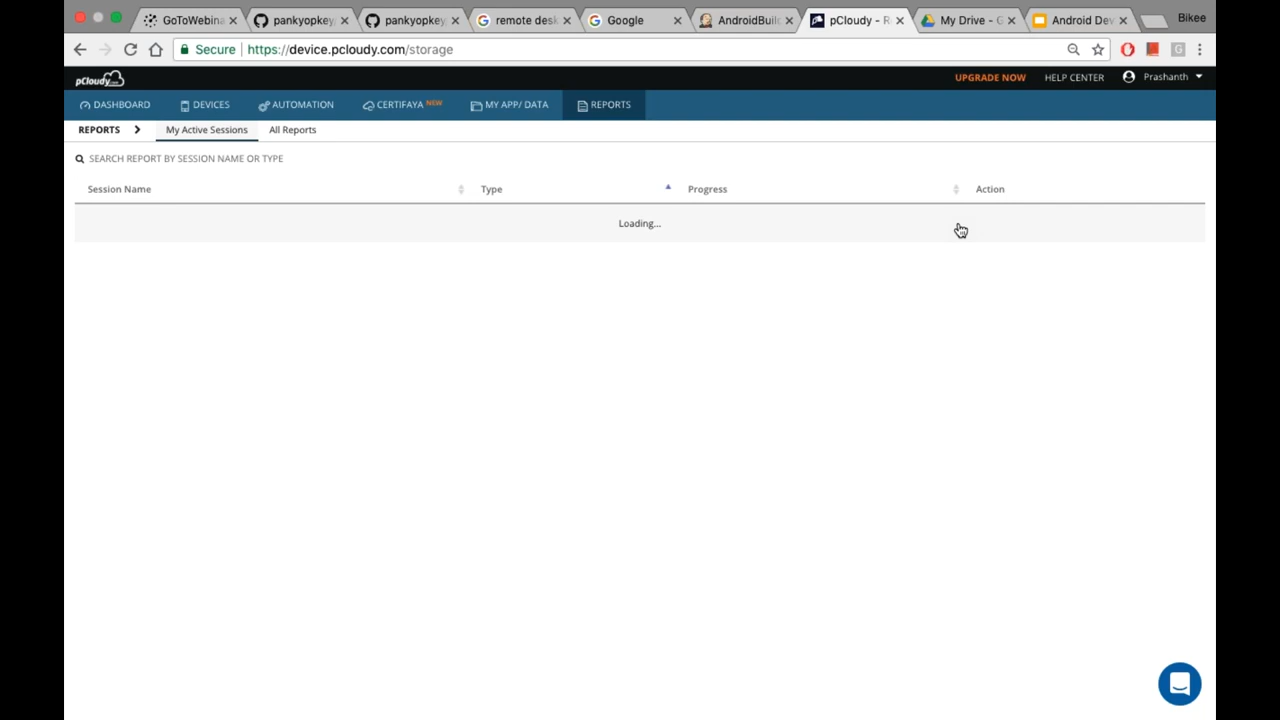 GoToWebina
pankyopkey
pankyopkey
remote desk
Google
AndroidBuil
pCloudy - R
My Drive - G
Android Dev
Bikee
Secure https://device.pcloudy.com/storage
pCloudy.com
UPGRADE NOW
HELP CENTER
Prashanth
DASHBOARD
DEVICES
AUTOMATION
CERTIFAYA NEW
MY APP/ DATA
REPORTS
REPORTS
My Active Sessions
All Reports
SEARCH REPORT BY SESSION NAME OR TYPE
Session Name
Type
Progress
Action
Loading...